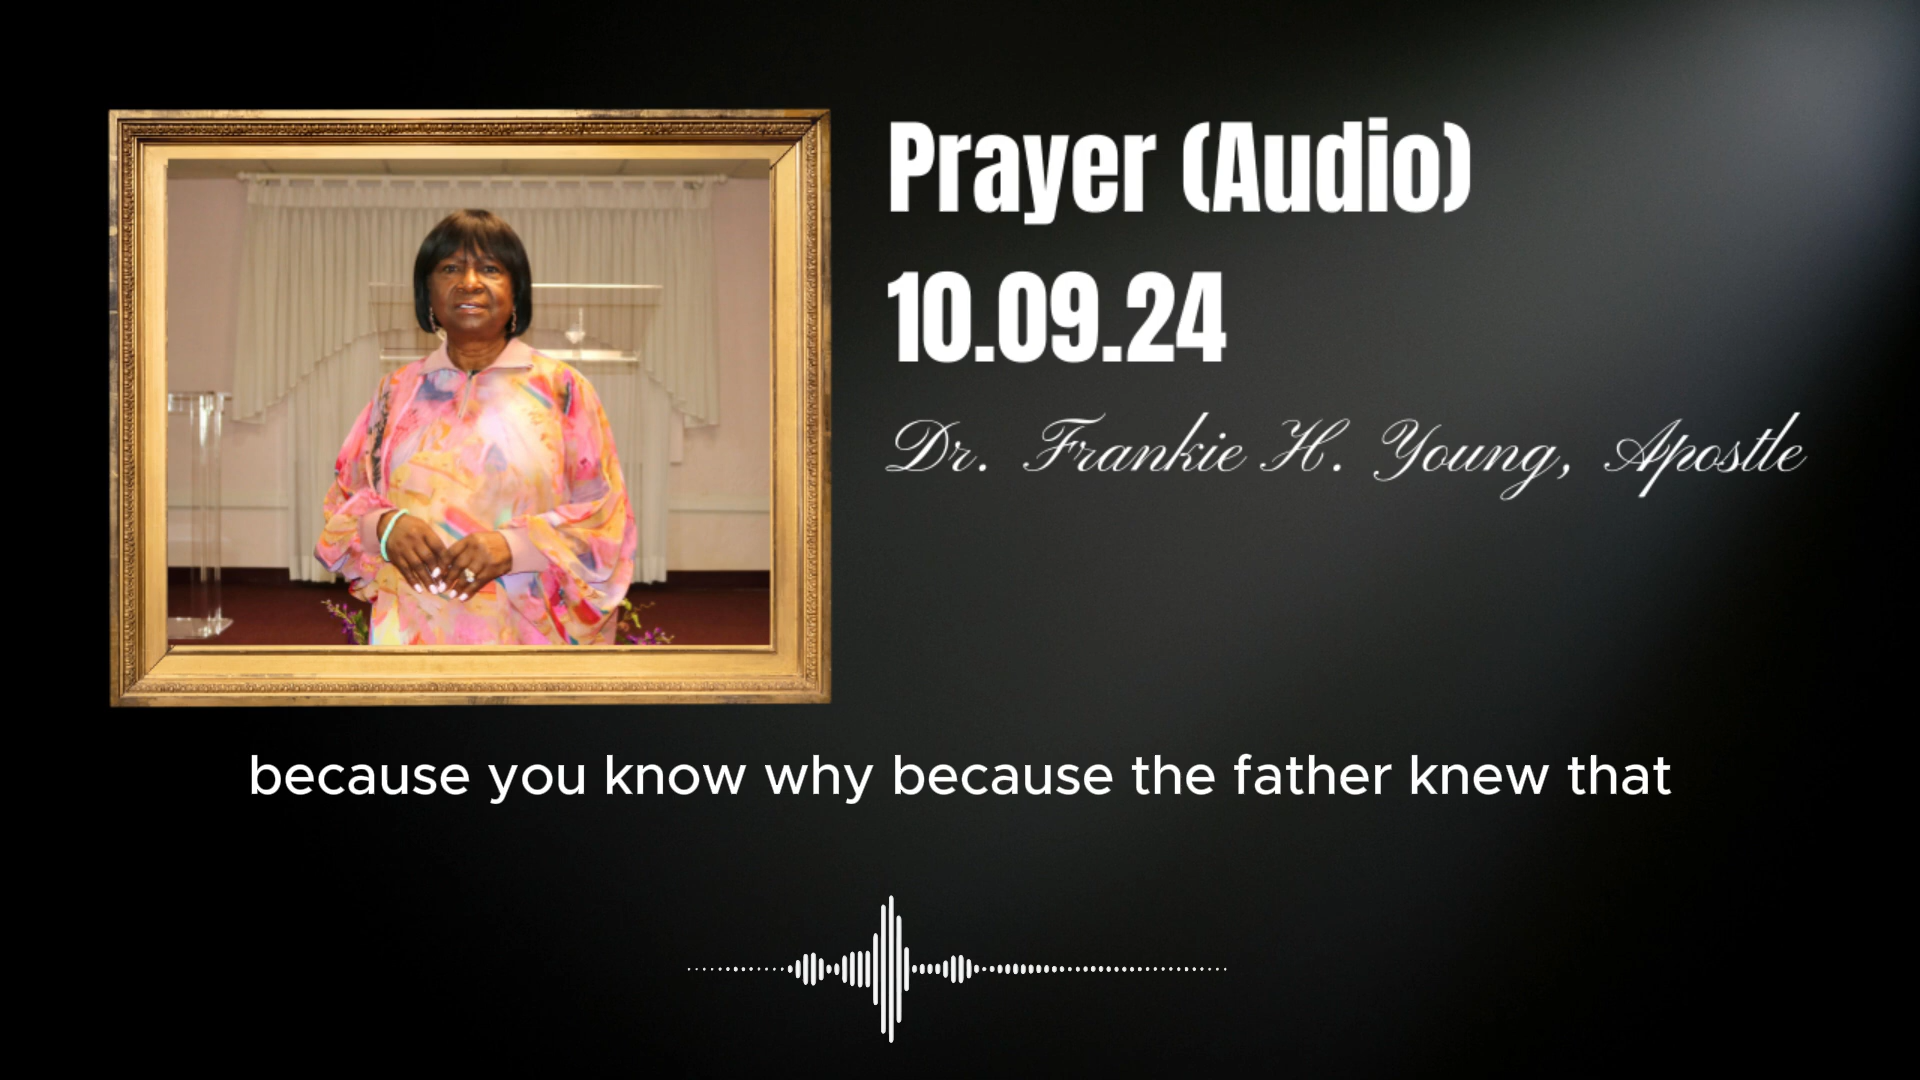 Prayer (Audio)
10.09.24
Dr. Frankie H. Young, Apostle
because you know why because the father knew that